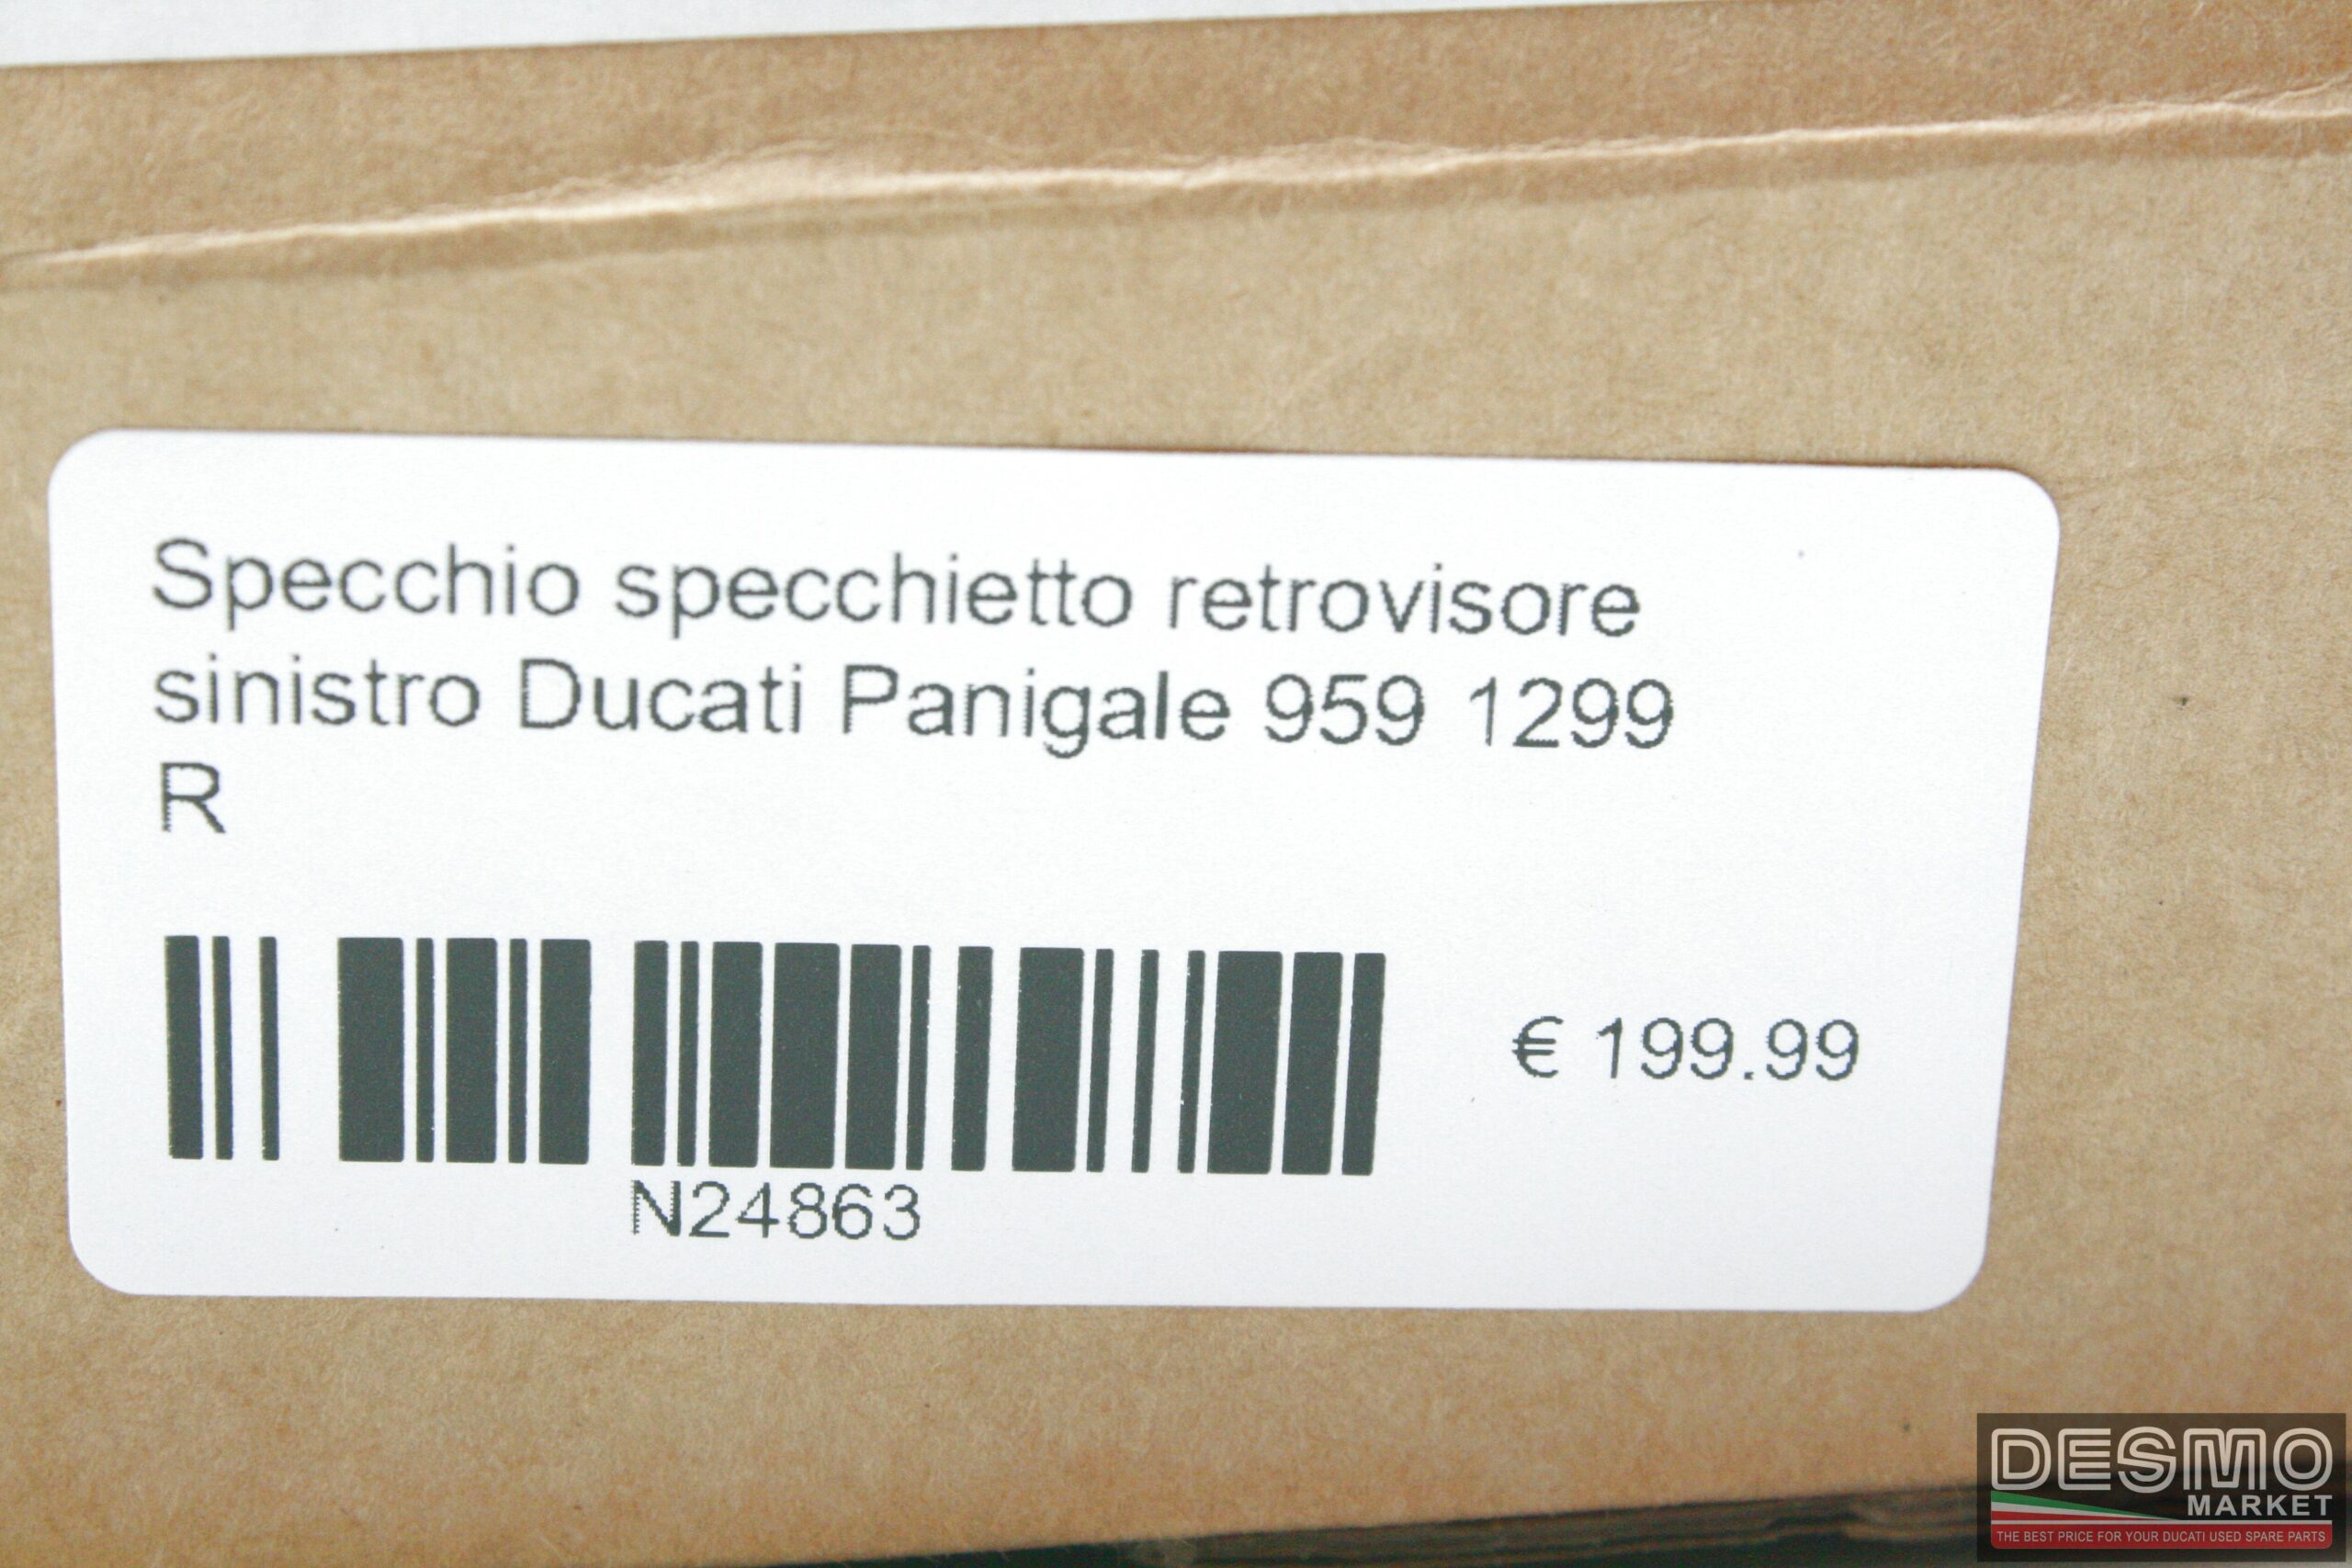 Specchio specchietto retrovisore
sinistro Ducati Panigale 959 1299
R
€ 199.99
N24863
DESMO
MARKET
THE BEST PRICE FOR YOUR DUCATI USED SPARE PARTS